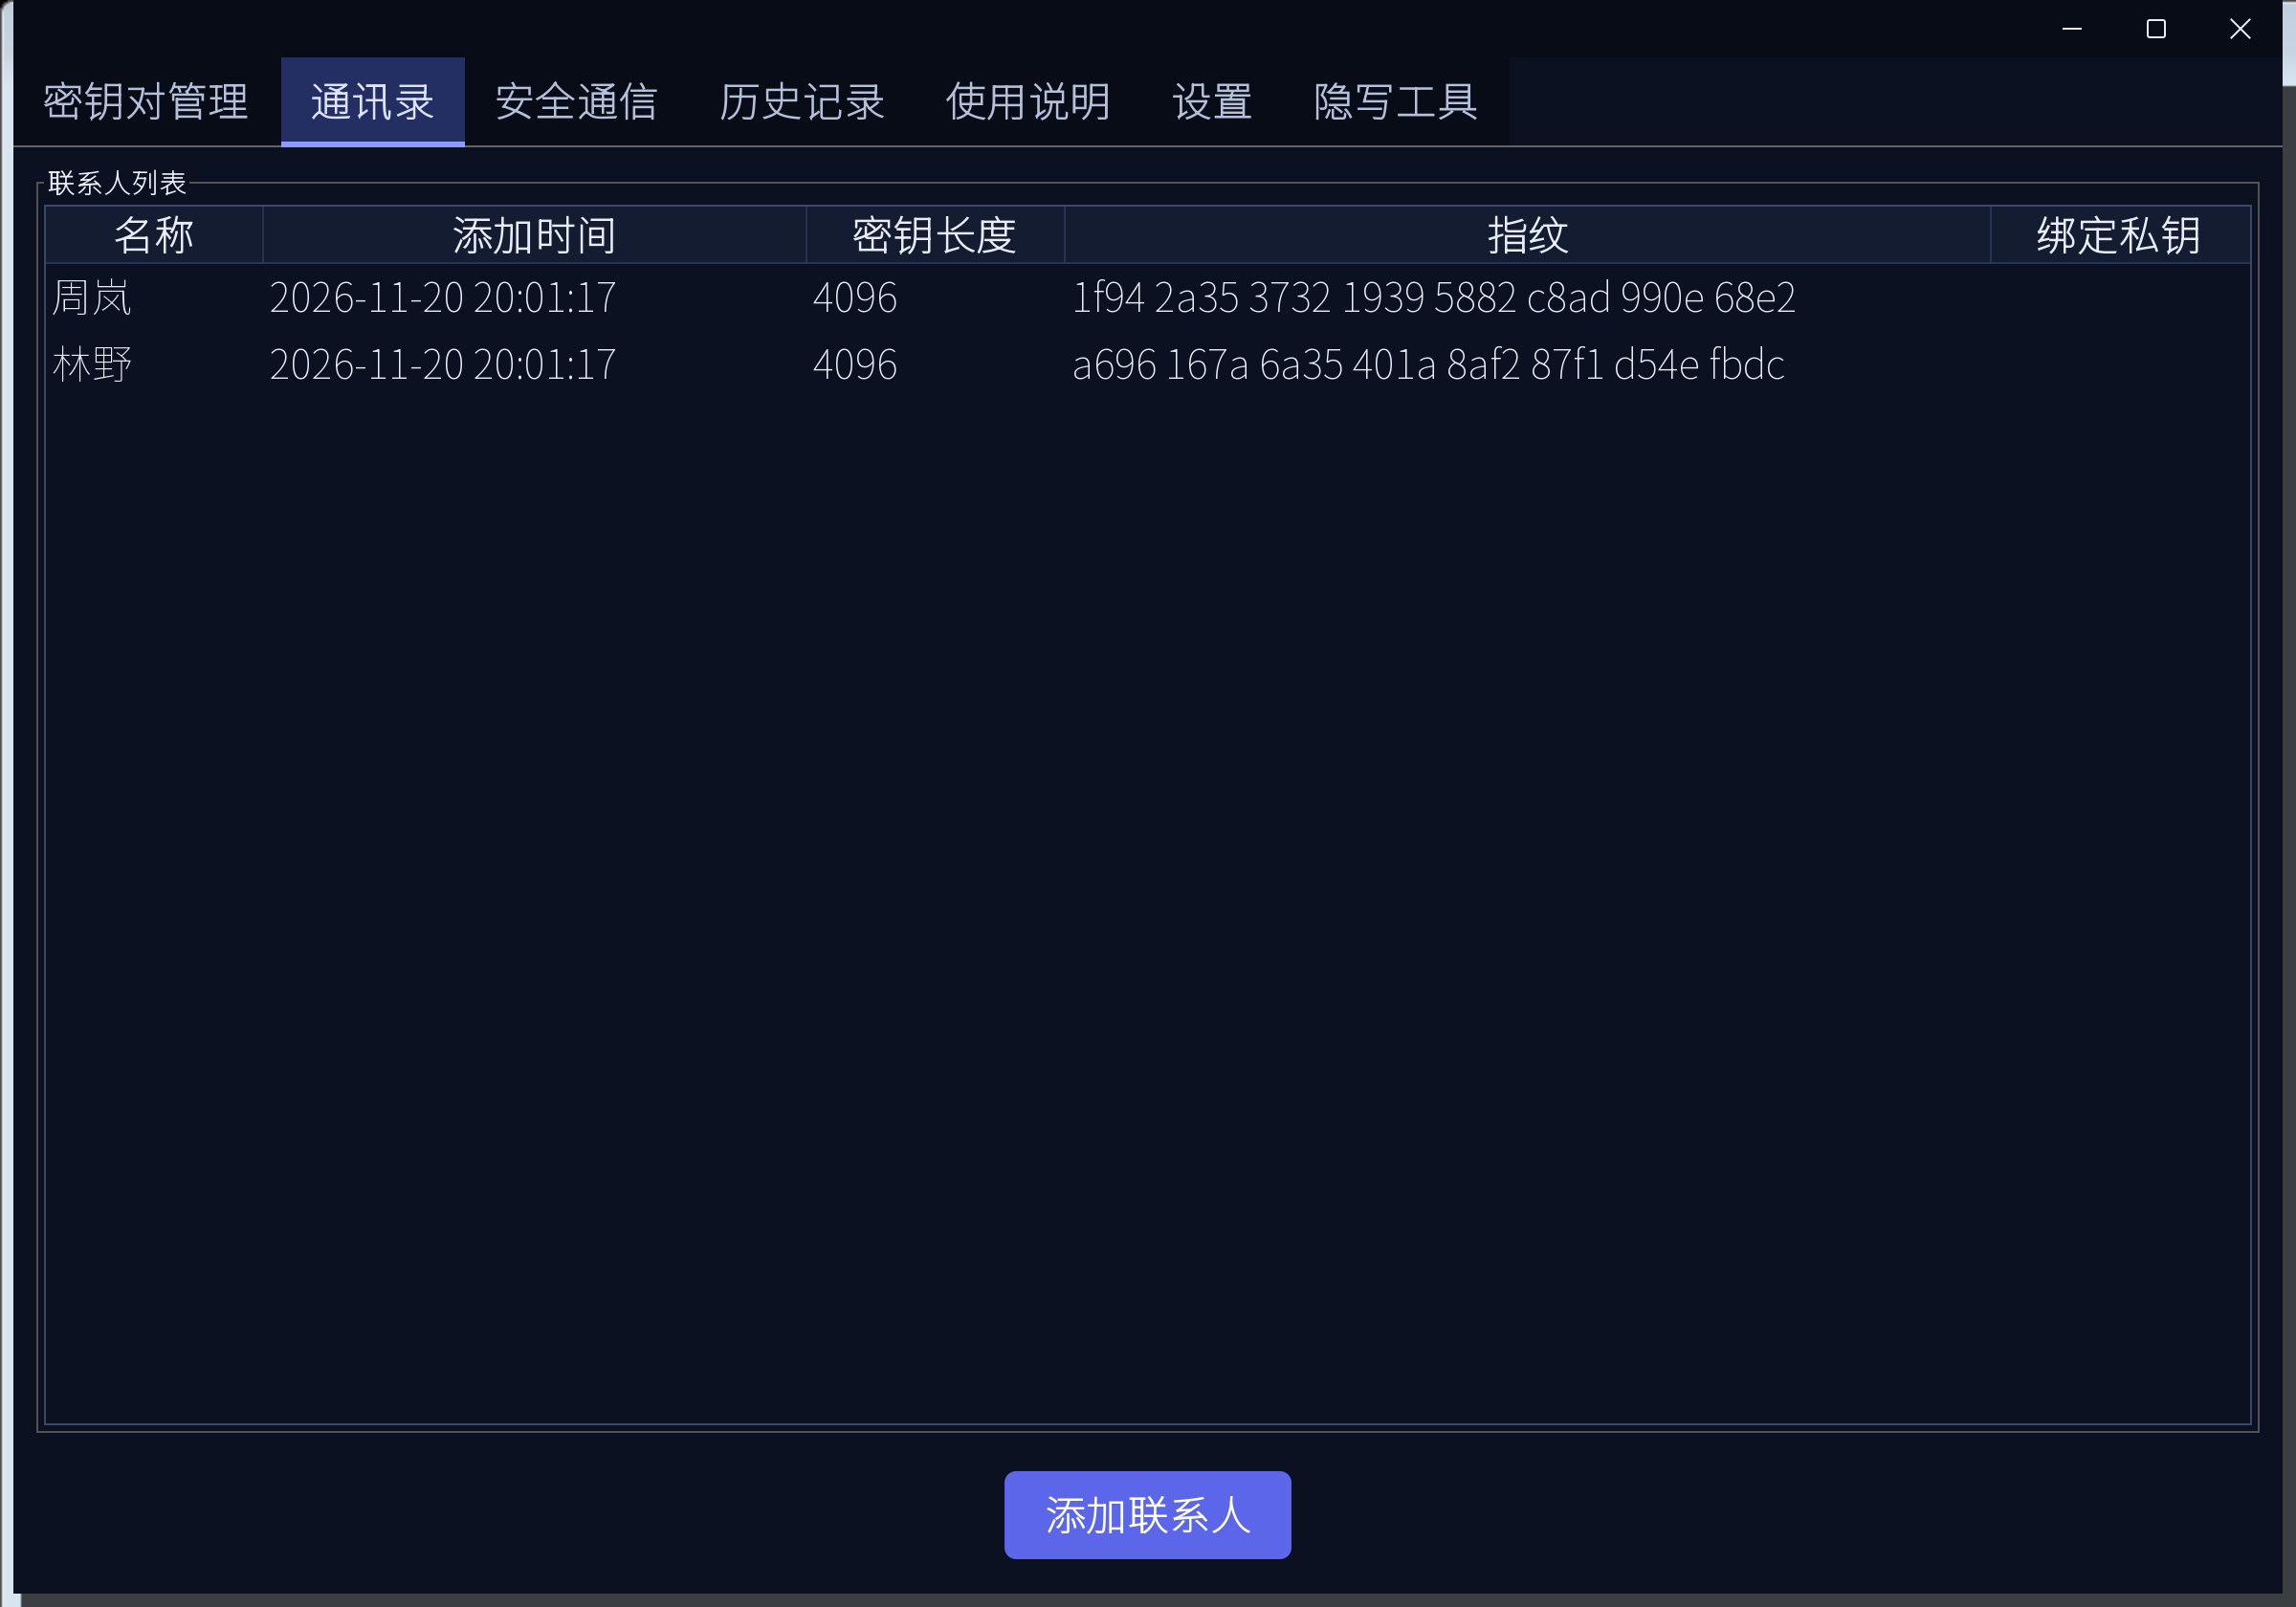 密钥对管理 通讯录 安全通信 历史记录 使用说明 设置 隐写工具
联系人列表
名称 添加时间 密钥长度 指纹 绑定私钥
周岚 2026-11-20 20:01:17 4096 1f94 2a35 3732 1939 5882 c8ad 990e 68e2
林野 2026-11-20 20:01:17 4096 a696 167a 6a35 401a 8af2 87f1 d54e fbdc
添加联系人